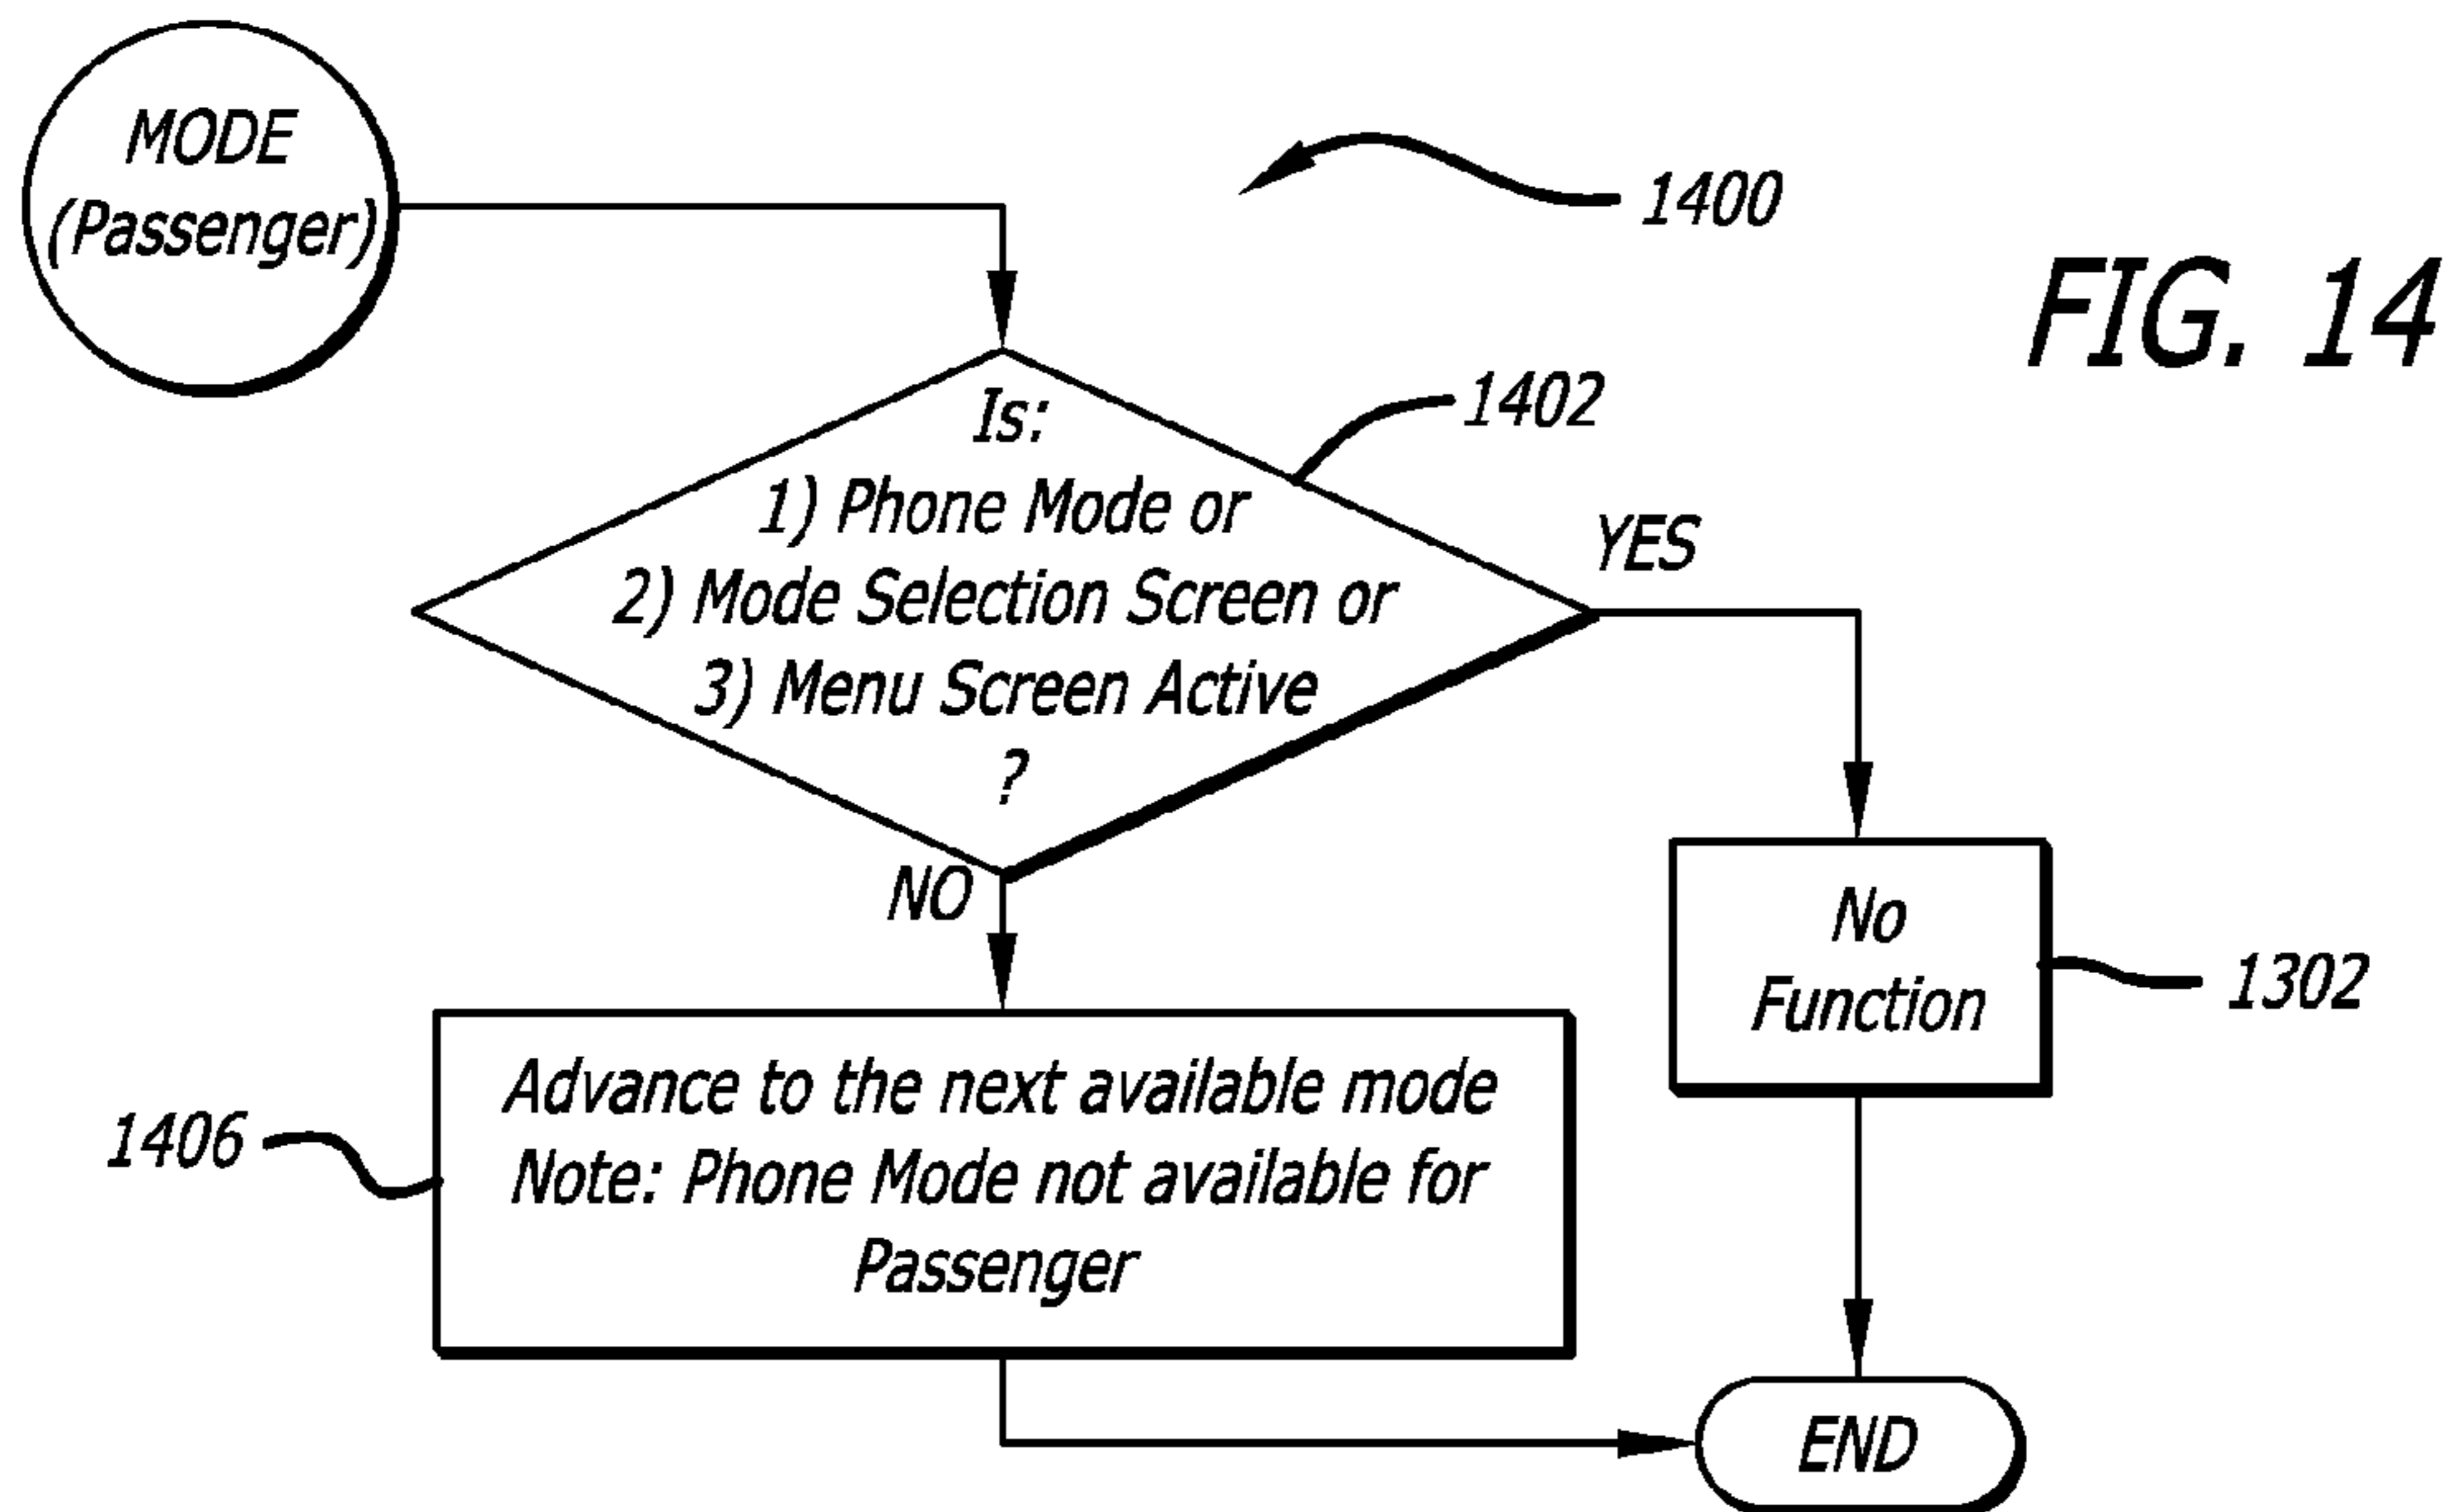 MODE
(Passenger)
1400
FIG. 14
Is:
1) Phone Mode or
2) Mode Selection Screen or
3) Menu Screen Active
?
1402
YES
NO
No
Function
1302
Advance to the next available mode
Note: Phone Mode not available for
Passenger
1406
END